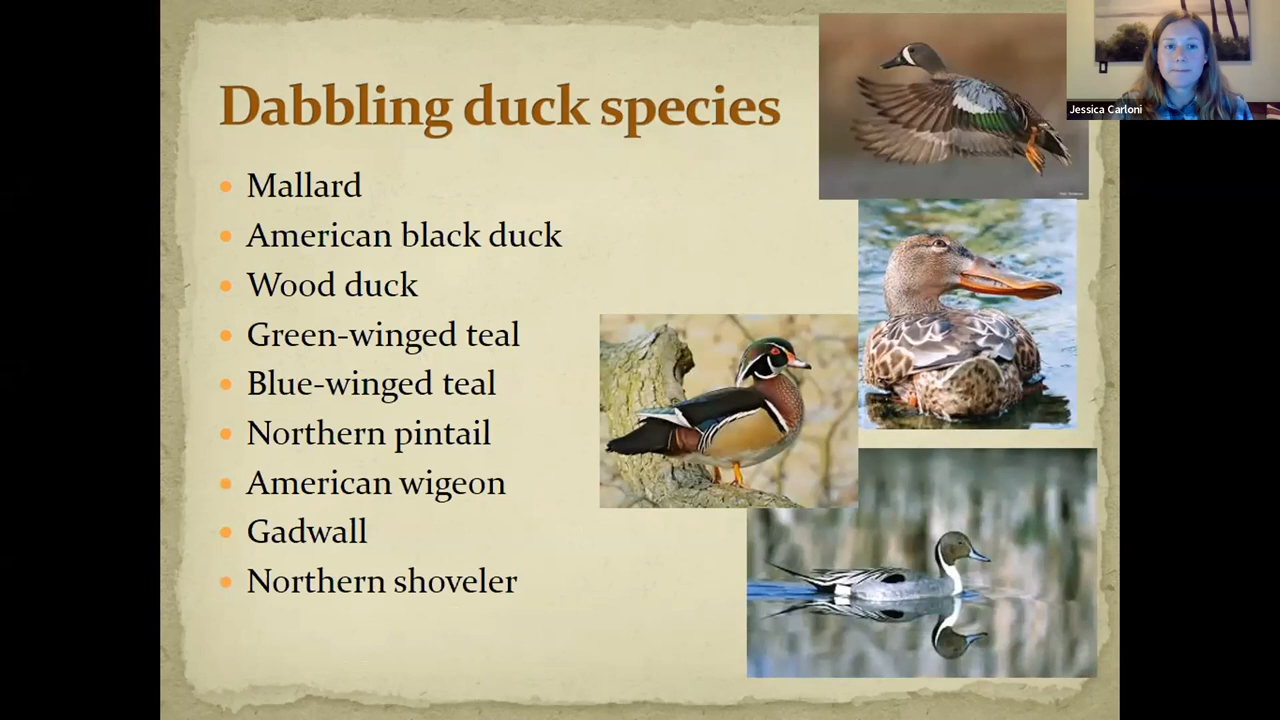 Dabbling duck species
Mallard
American black duck
Wood duck
Green-winged teal
Blue-winged teal
Northern pintail
American wigeon
Gadwall
Northern shoveler
Jessica Carloni